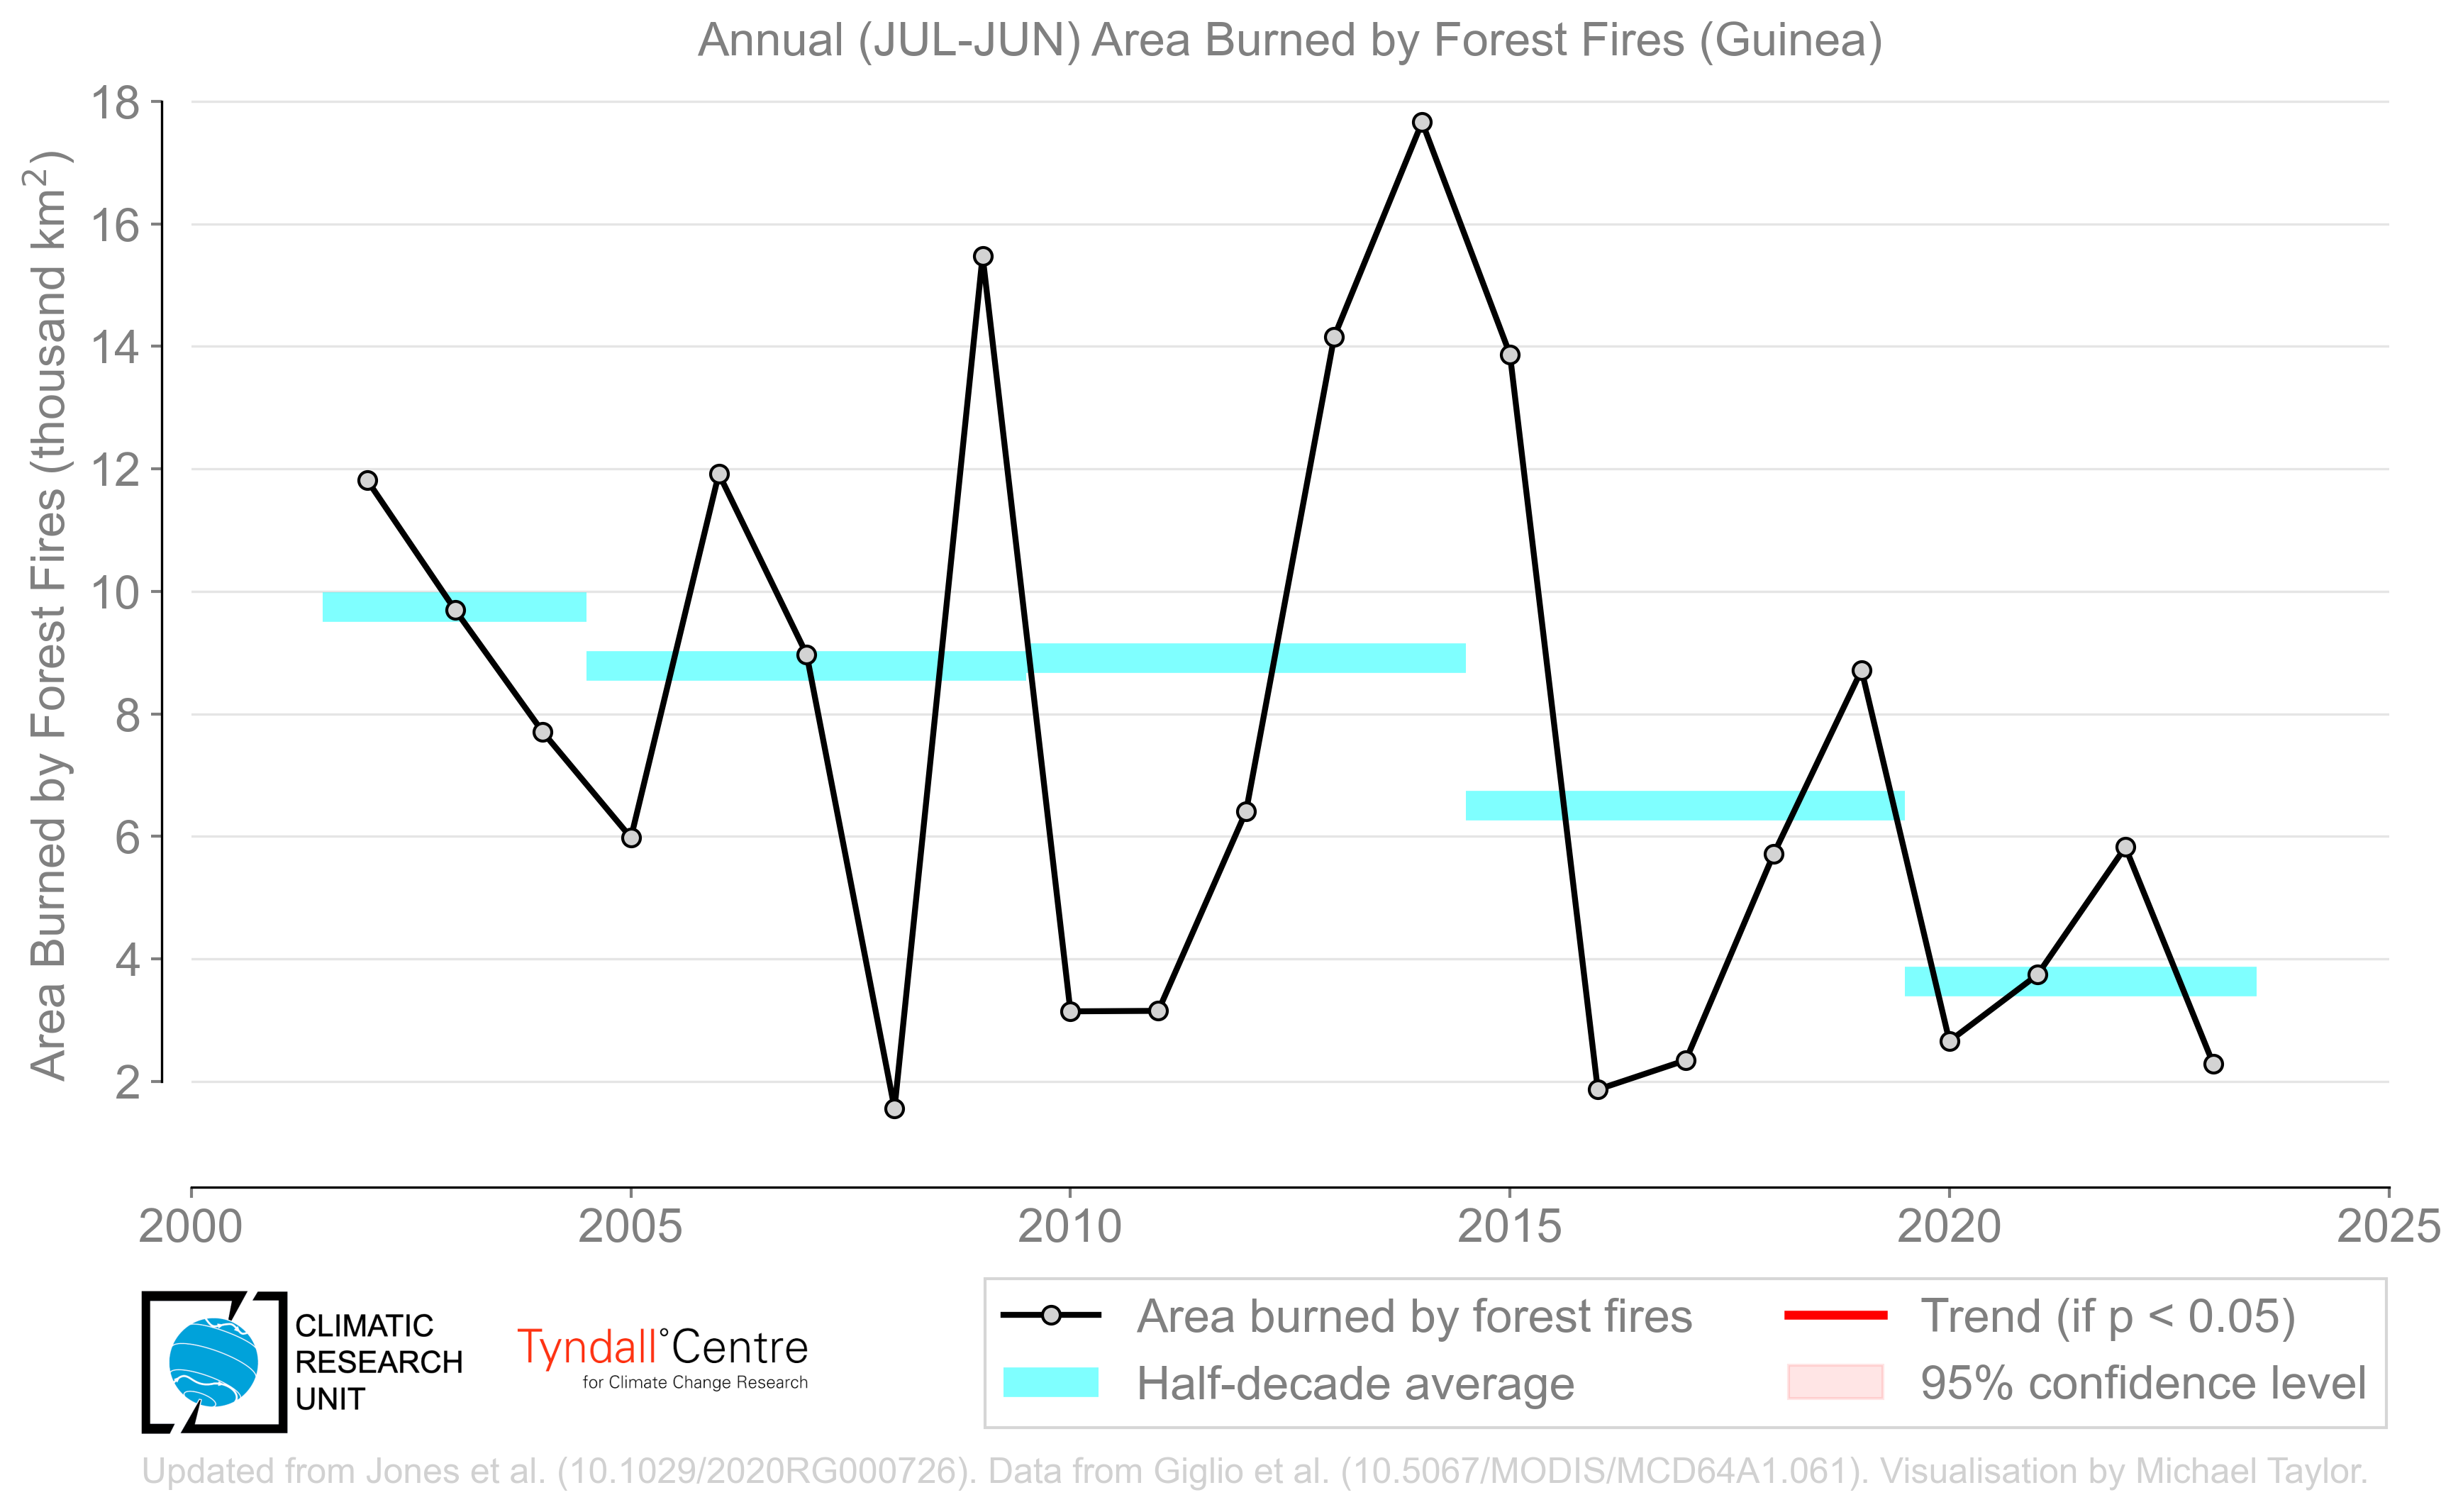 Annual (JUL-JUN) Area Burned by Forest Fires (Guinea)
Area Burned by Forest Fires (thousand km²)
18
16
14
12
10
8
6
4
2
2000 2005 2010 2015 2020 2025
CLIMATIC
RESEARCH
UNIT
Tyndall°Centre
for Climate Change Research
Area burned by forest fires
Trend (if p < 0.05)
Half-decade average
95% confidence level
Updated from Jones et al. (10.1029/2020RG000726). Data from Giglio et al. (10.5067/MODIS/MCD64A1.061). Visualisation by Michael Taylor.